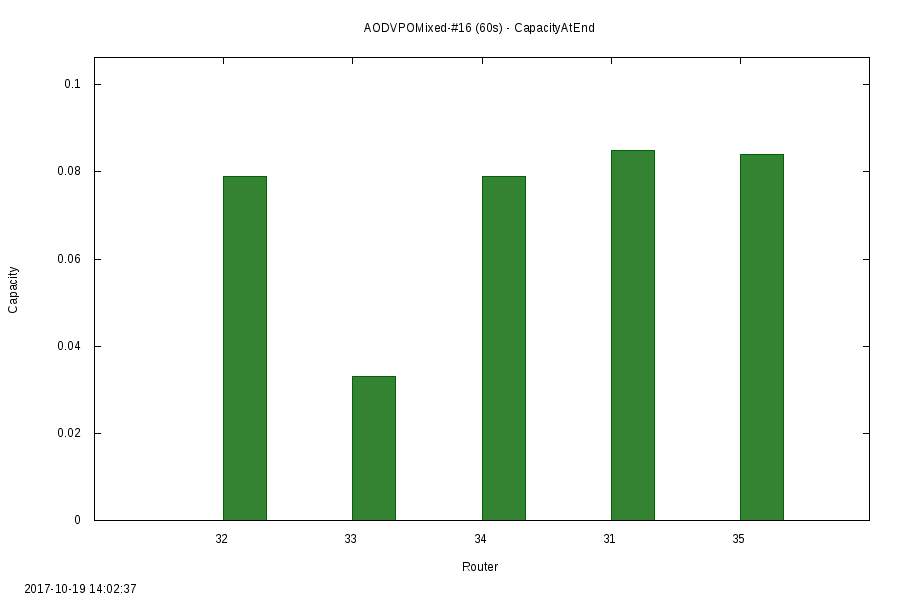 AODVPOMixed-#16 (60s) - CapacityAtEnd
0.1
0.08
0.06
0.04
0.02
0
Capacity
32 33 34 31 35
Router
2017-10-19 14:02:37